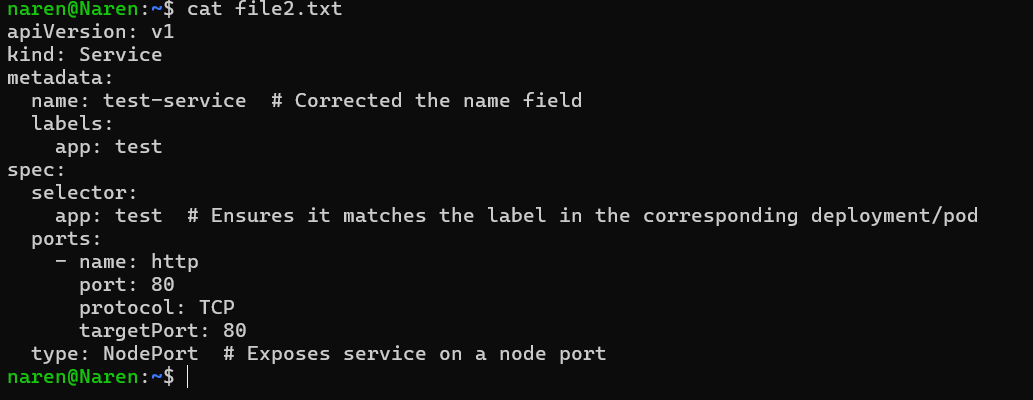 naren@Naren:~$ cat file2.txt
apiVersion: v1
kind: Service
metadata:
  name: test-service  # Corrected the name field
  labels:
    app: test
spec:
  selector:
    app: test  # Ensures it matches the label in the corresponding deployment/pod
  ports:
    - name: http
      port: 80
      protocol: TCP
      targetPort: 80
  type: NodePort  # Exposes service on a node port
naren@Naren:~$